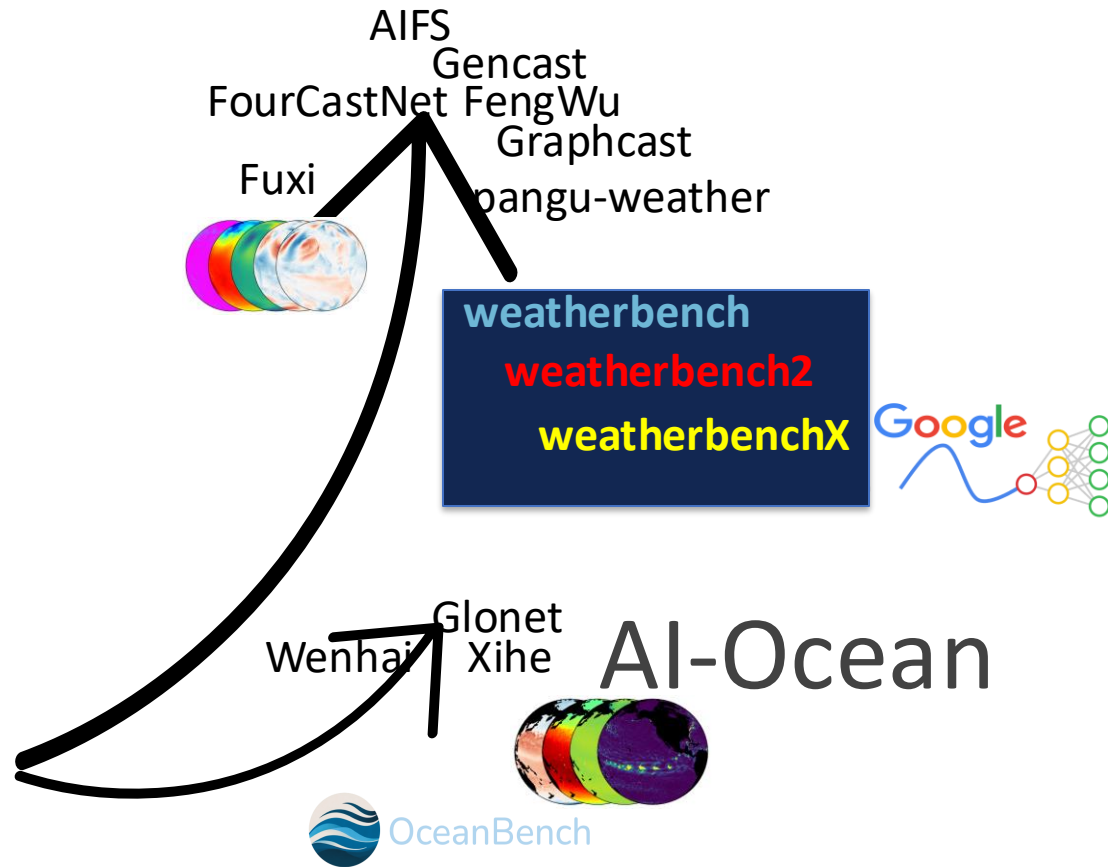 AIFS
Gencast
FourCastNet FengWu
Graphcast
Fuxi
pangu-weather
weatherbench
weatherbench2
weatherbenchX
Google
Glonet
Wenhai
Xihe
AI-Ocean
OceanBench